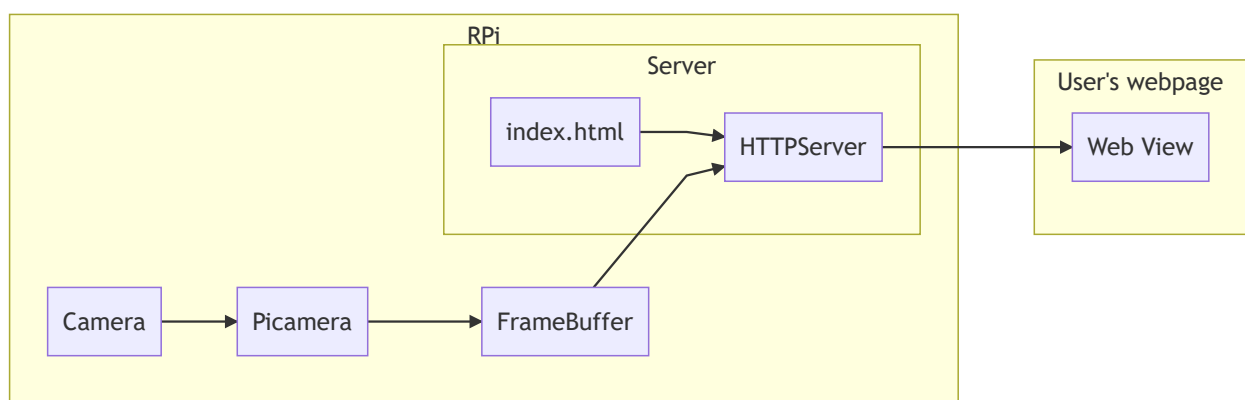 RPi
Server
User's webpage
index.html
HTTPServer
Web View
Camera
Picamera
FrameBuffer